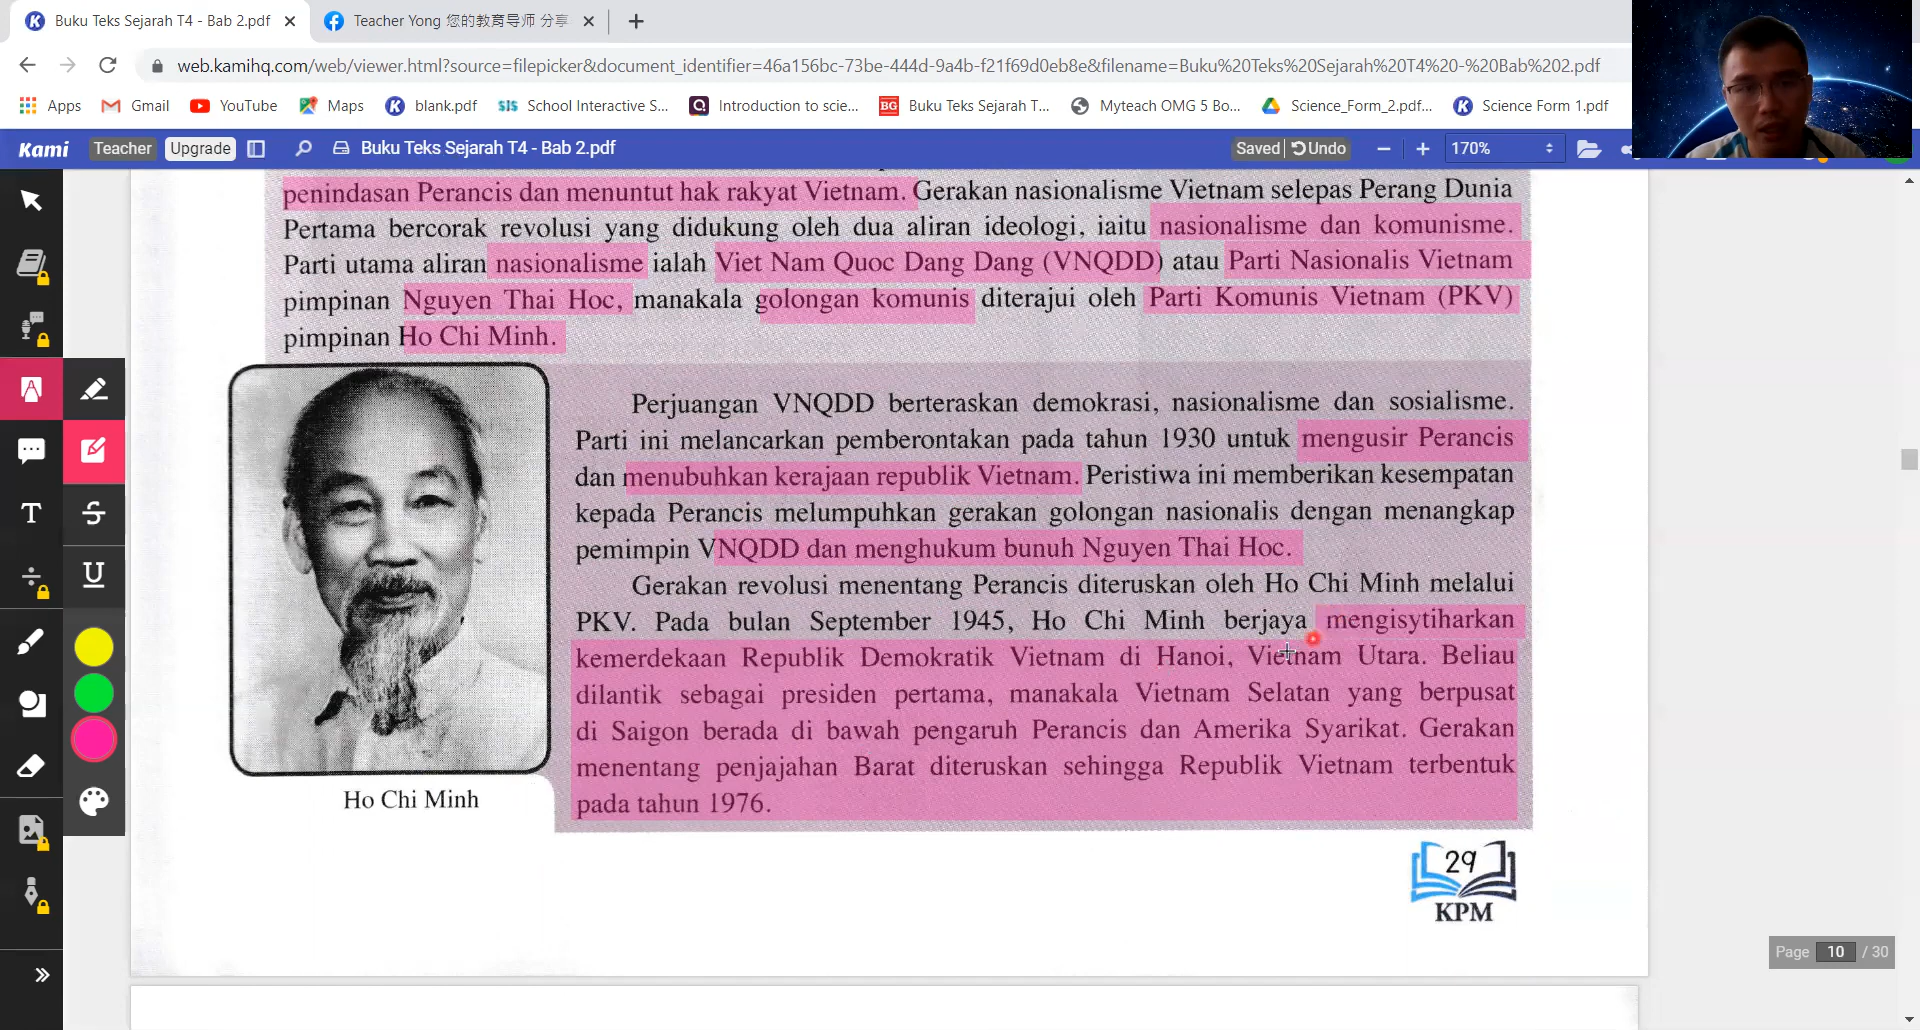 Buku Teks Sejarah T4 - Bab 2.pdf
Teacher Yong 您的教育导师 分享
web.kamihq.com/web/viewer.html?source=filepicker&document_identifier=46a156bc-73be-444d-9a4b-f21f69d0eb8e&filename=Buku%20Teks%20Sejarah%20T4%20-%20Bab%202.pdf
Apps Gmail YouTube Maps blank.pdf School Interactive S... Introduction to scie... Buku Teks Sejarah T... Myteach OMG 5 Bo... Science_Form_2.pdf... Science Form 1.pdf
Kami Teacher Upgrade Buku Teks Sejarah T4 - Bab 2.pdf Saved Undo 170%
penindasan Perancis dan menuntut hak rakyat Vietnam. Gerakan nasionalisme Vietnam selepas Perang Dunia
Pertama bercorak revolusi yang didukung oleh dua aliran ideologi, iaitu nasionalisme dan komunisme.
Parti utama aliran nasionalisme ialah Viet Nam Quoc Dang Dang (VNQDD) atau Parti Nasionalis Vietnam
pimpinan Nguyen Thai Hoc, manakala golongan komunis diterajui oleh Parti Komunis Vietnam (PKV)
pimpinan Ho Chi Minh.
Perjuangan VNQDD berteraskan demokrasi, nasionalisme dan sosialisme.
Parti ini melancarkan pemberontakan pada tahun 1930 untuk mengusir Perancis
dan menubuhkan kerajaan republik Vietnam. Peristiwa ini memberikan kesempatan
kepada Perancis melumpuhkan gerakan golongan nasionalis dengan menangkap
pemimpin VNQDD dan menghukum bunuh Nguyen Thai Hoc.
Gerakan revolusi menentang Perancis diteruskan oleh Ho Chi Minh melalui
PKV. Pada bulan September 1945, Ho Chi Minh berjaya mengisytiharkan
kemerdekaan Republik Demokratik Vietnam di Hanoi, Vietnam Utara. Beliau
dilantik sebagai presiden pertama, manakala Vietnam Selatan yang berpusat
di Saigon berada di bawah pengaruh Perancis dan Amerika Syarikat. Gerakan
menentang penjajahan Barat diteruskan sehingga Republik Vietnam terbentuk
pada tahun 1976.
Ho Chi Minh
29
KPM
Page 10 / 30